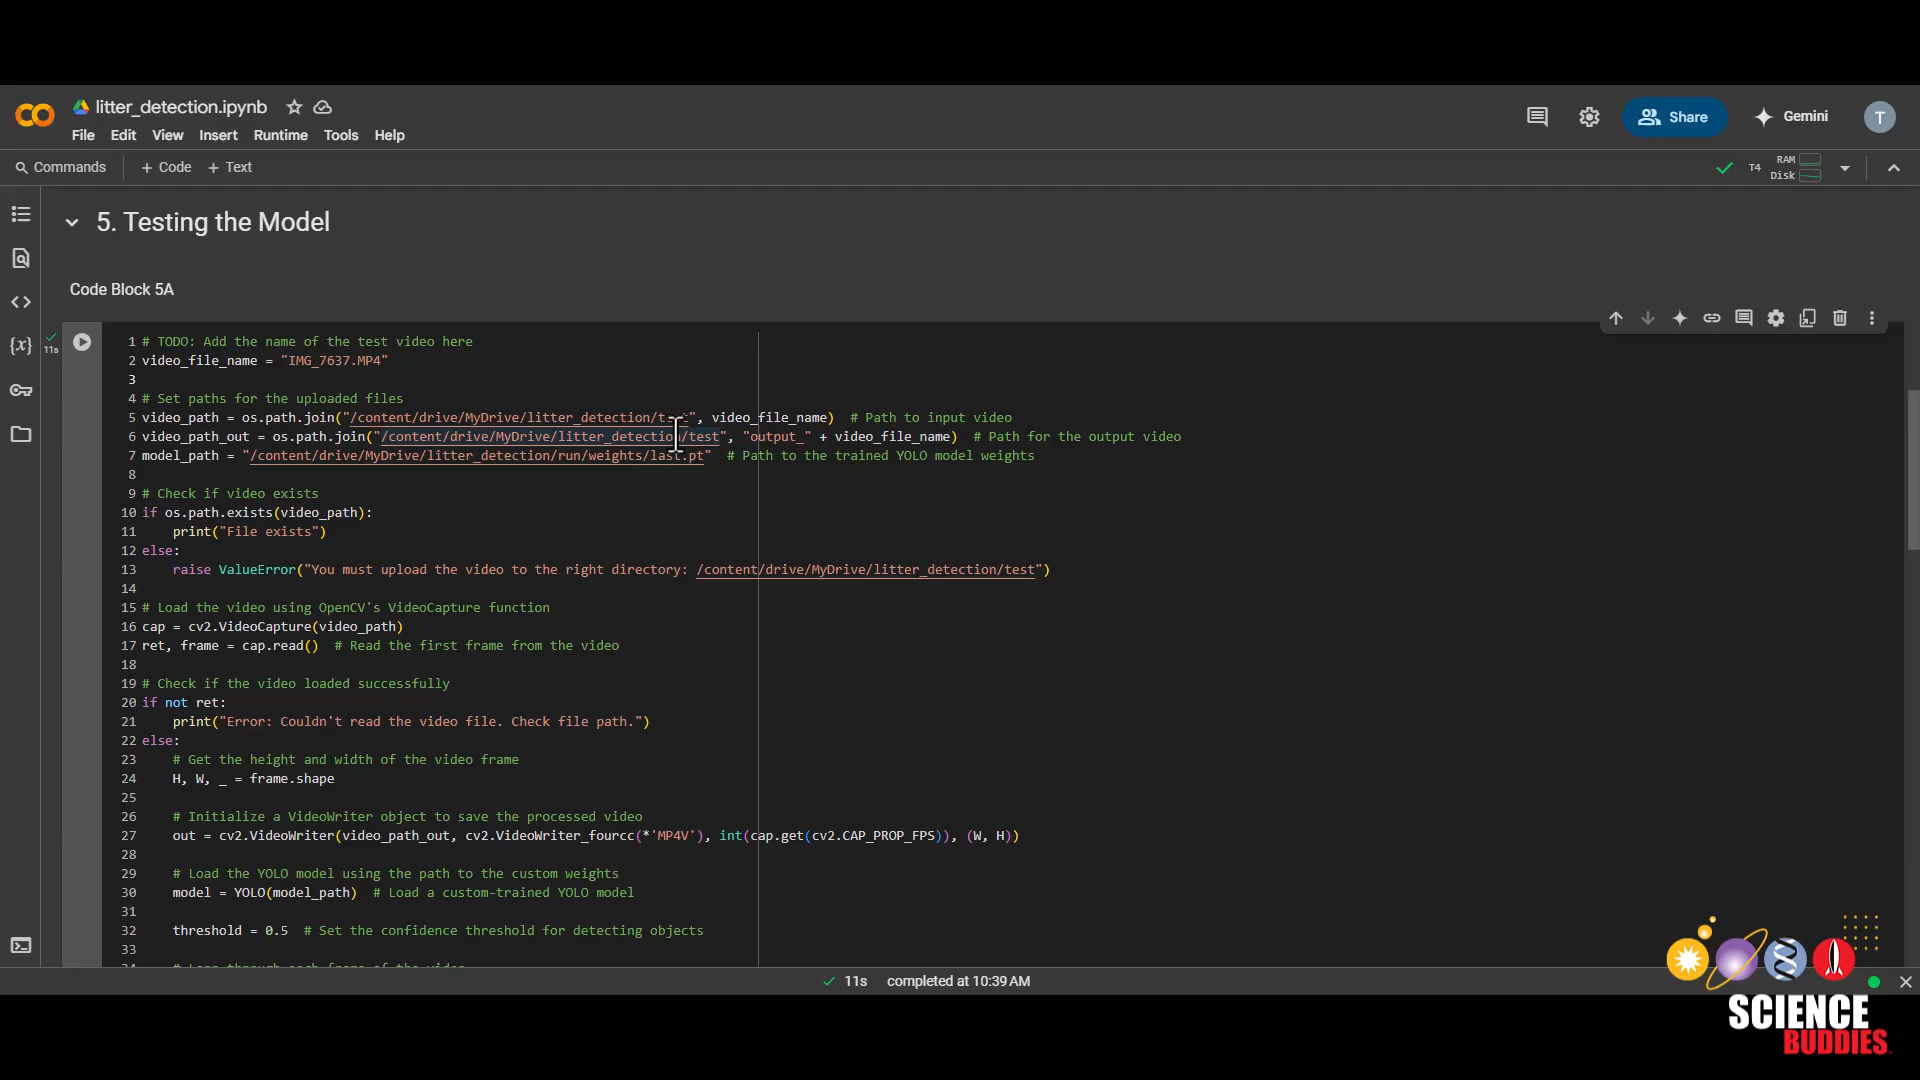 litter_detection.ipynb
File Edit View Insert Runtime Tools Help
Share
Gemini
T
Commands + Code + Text
T4 RAM Disk
5. Testing the Model
Code Block 5A
11s
1 # TODO: Add the name of the test video here
2 video_file_name = "IMG_7637.MP4"
3
4 # Set paths for the uploaded files
5 video_path = os.path.join("/content/drive/MyDrive/litter_detection/test", video_file_name)  # Path to input video
6 video_path_out = os.path.join("/content/drive/MyDrive/litter_detection/test", "output_" + video_file_name)  # Path for the output video
7 model_path = "/content/drive/MyDrive/litter_detection/run/weights/last.pt"  # Path to the trained YOLO model weights
8
9 # Check if video exists
10 if os.path.exists(video_path):
11     print("File exists")
12 else:
13     raise ValueError("You must upload the video to the right directory: /content/drive/MyDrive/litter_detection/test")
14
15 # Load the video using OpenCV's VideoCapture function
16 cap = cv2.VideoCapture(video_path)
17 ret, frame = cap.read()  # Read the first frame from the video
18
19 # Check if the video loaded successfully
20 if not ret:
21     print("Error: Couldn't read the video file. Check file path.")
22 else:
23     # Get the height and width of the video frame
24     H, W, _ = frame.shape
25
26     # Initialize a VideoWriter object to save the processed video
27     out = cv2.VideoWriter(video_path_out, cv2.VideoWriter_fourcc(*'MP4V'), int(cap.get(cv2.CAP_PROP_FPS)), (W, H))
28
29     # Load the YOLO model using the path to the custom weights
30     model = YOLO(model_path)  # Load a custom-trained YOLO model
31
32     threshold = 0.5  # Set the confidence threshold for detecting objects
33
34     # Loop through each frame of the video
11s completed at 10:39 AM
SCIENCE
BUDDIES